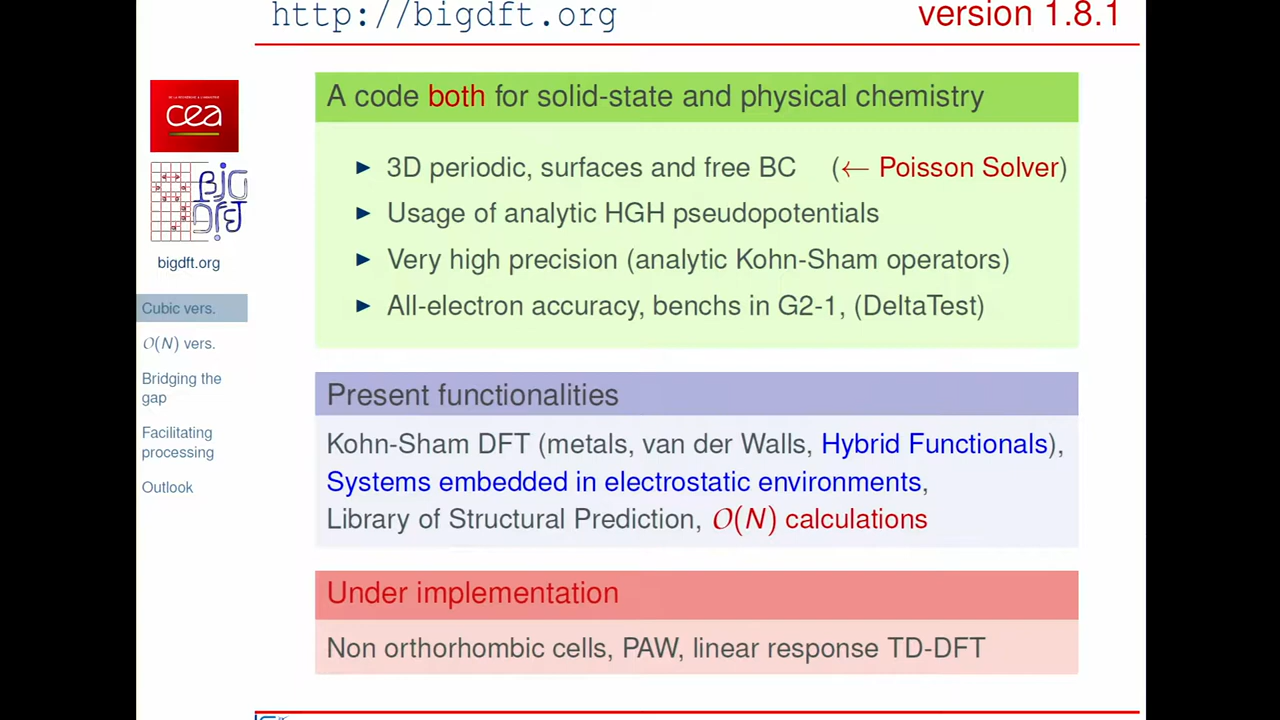 http://bigdft.org
version 1.8.1
cea
BigDFT
bigdft.org
Cubic vers.
O(N) vers.
Bridging the
gap
Facilitating
processing
Outlook
A code both for solid-state and physical chemistry
► 3D periodic, surfaces and free BC (← Poisson Solver)
► Usage of analytic HGH pseudopotentials
► Very high precision (analytic Kohn-Sham operators)
► All-electron accuracy, benchs in G2-1, (DeltaTest)
Present functionalities
Kohn-Sham DFT (metals, van der Walls, Hybrid Functionals),
Systems embedded in electrostatic environments,
Library of Structural Prediction, O(N) calculations
Under implementation
Non orthorhombic cells, PAW, linear response TD-DFT